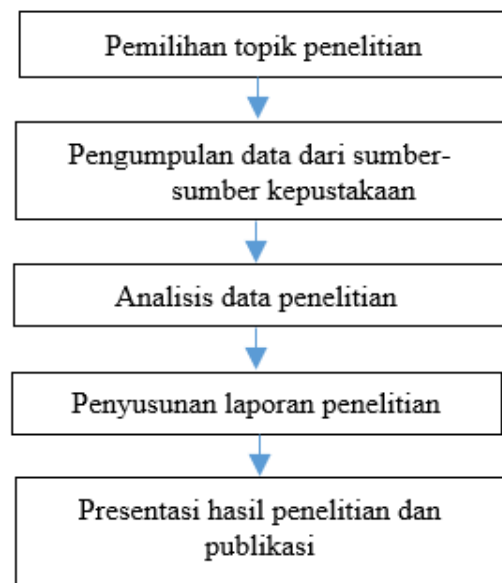 Pemilihan topik penelitian
Pengumpulan data dari sumber-
sumber kepustakaan
Analisis data penelitian
Penyusunan laporan penelitian
Presentasi hasil penelitian dan
publikasi